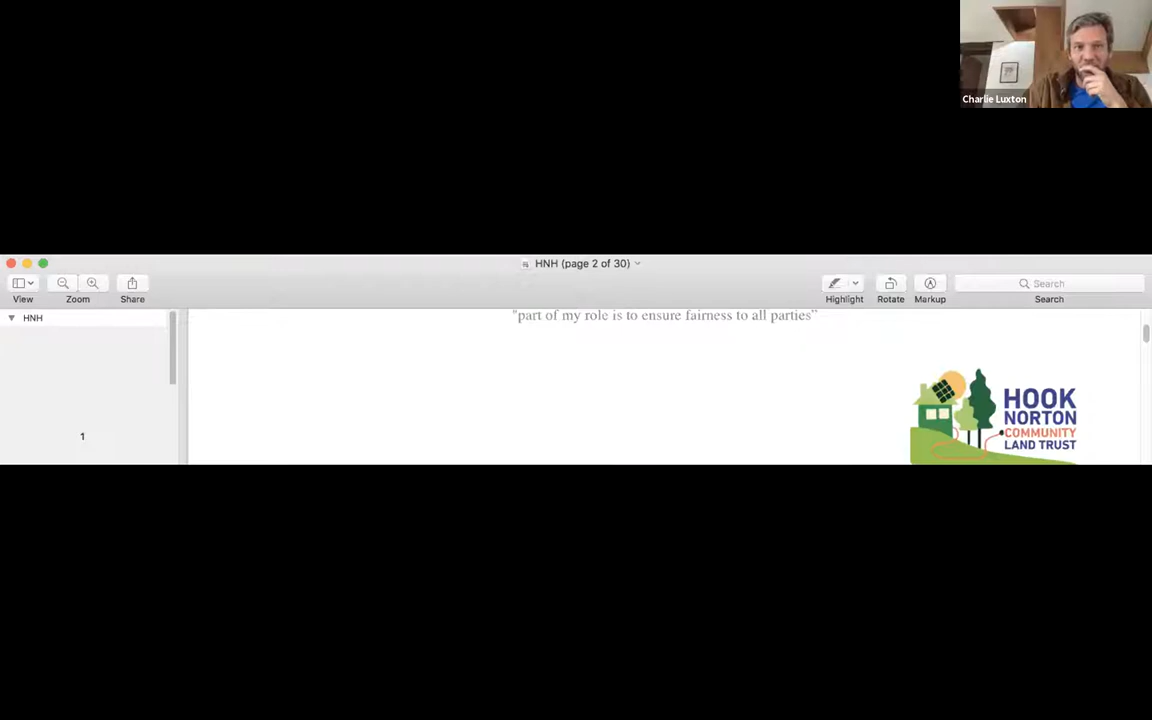 Charlie Luxton
HNH (page 2 of 30)
View
Zoom
Share
Highlight
Rotate
Markup
Search
Search
HNH
"part of my role is to ensure fairness to all parties"
1
HOOK
NORTON
COMMUNITY
LAND TRUST